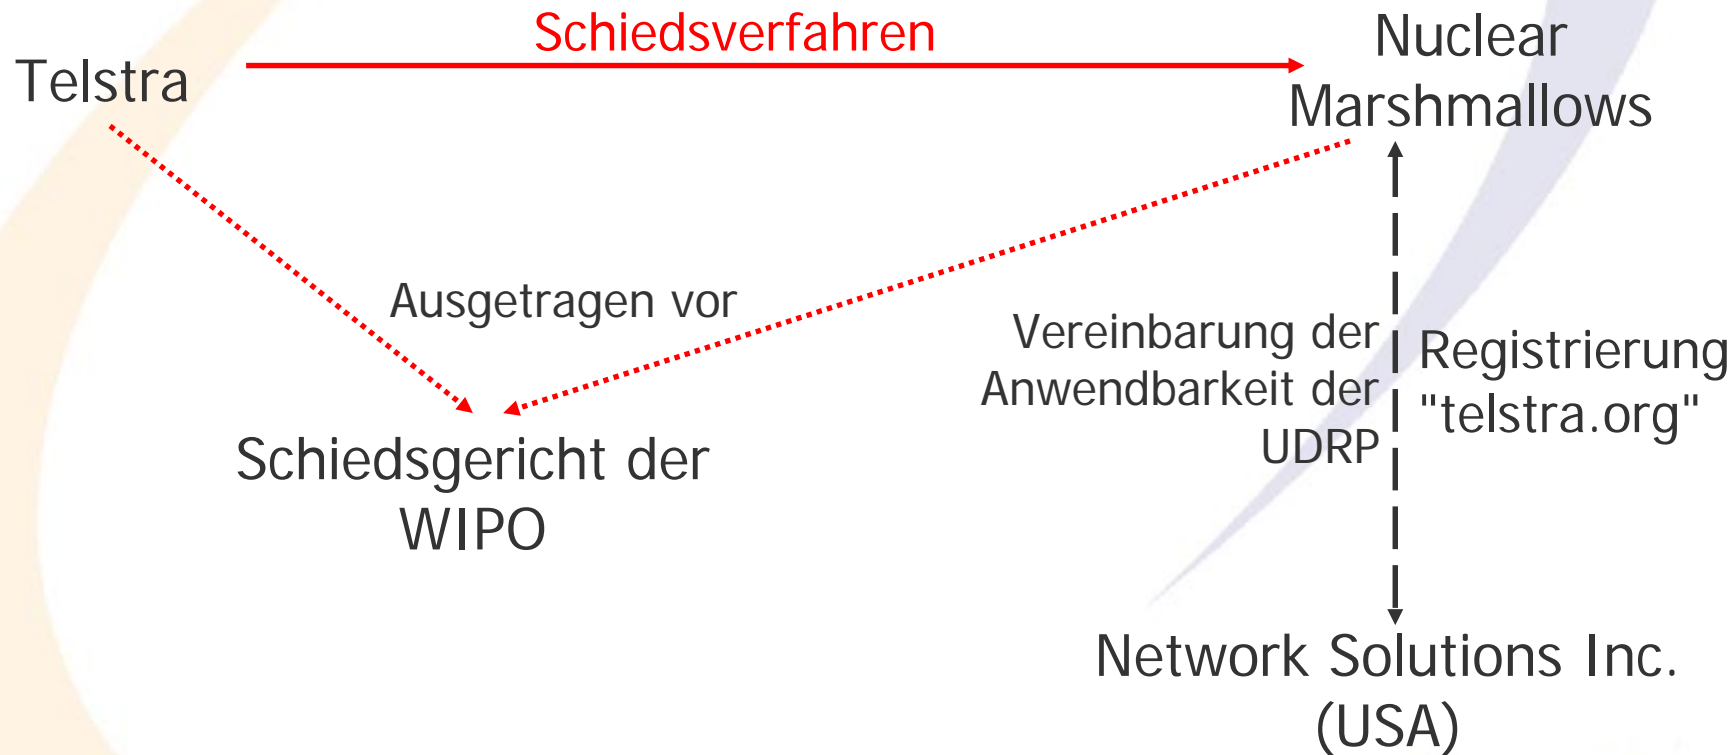 Schiedsverfahren
Telstra
Nuclear
Marshmallows
Ausgetragen vor
Vereinbarung der
Anwendbarkeit der
UDRP
Registrierung
"telstra.org"
Schiedsgericht der
WIPO
Network Solutions Inc.
(USA)